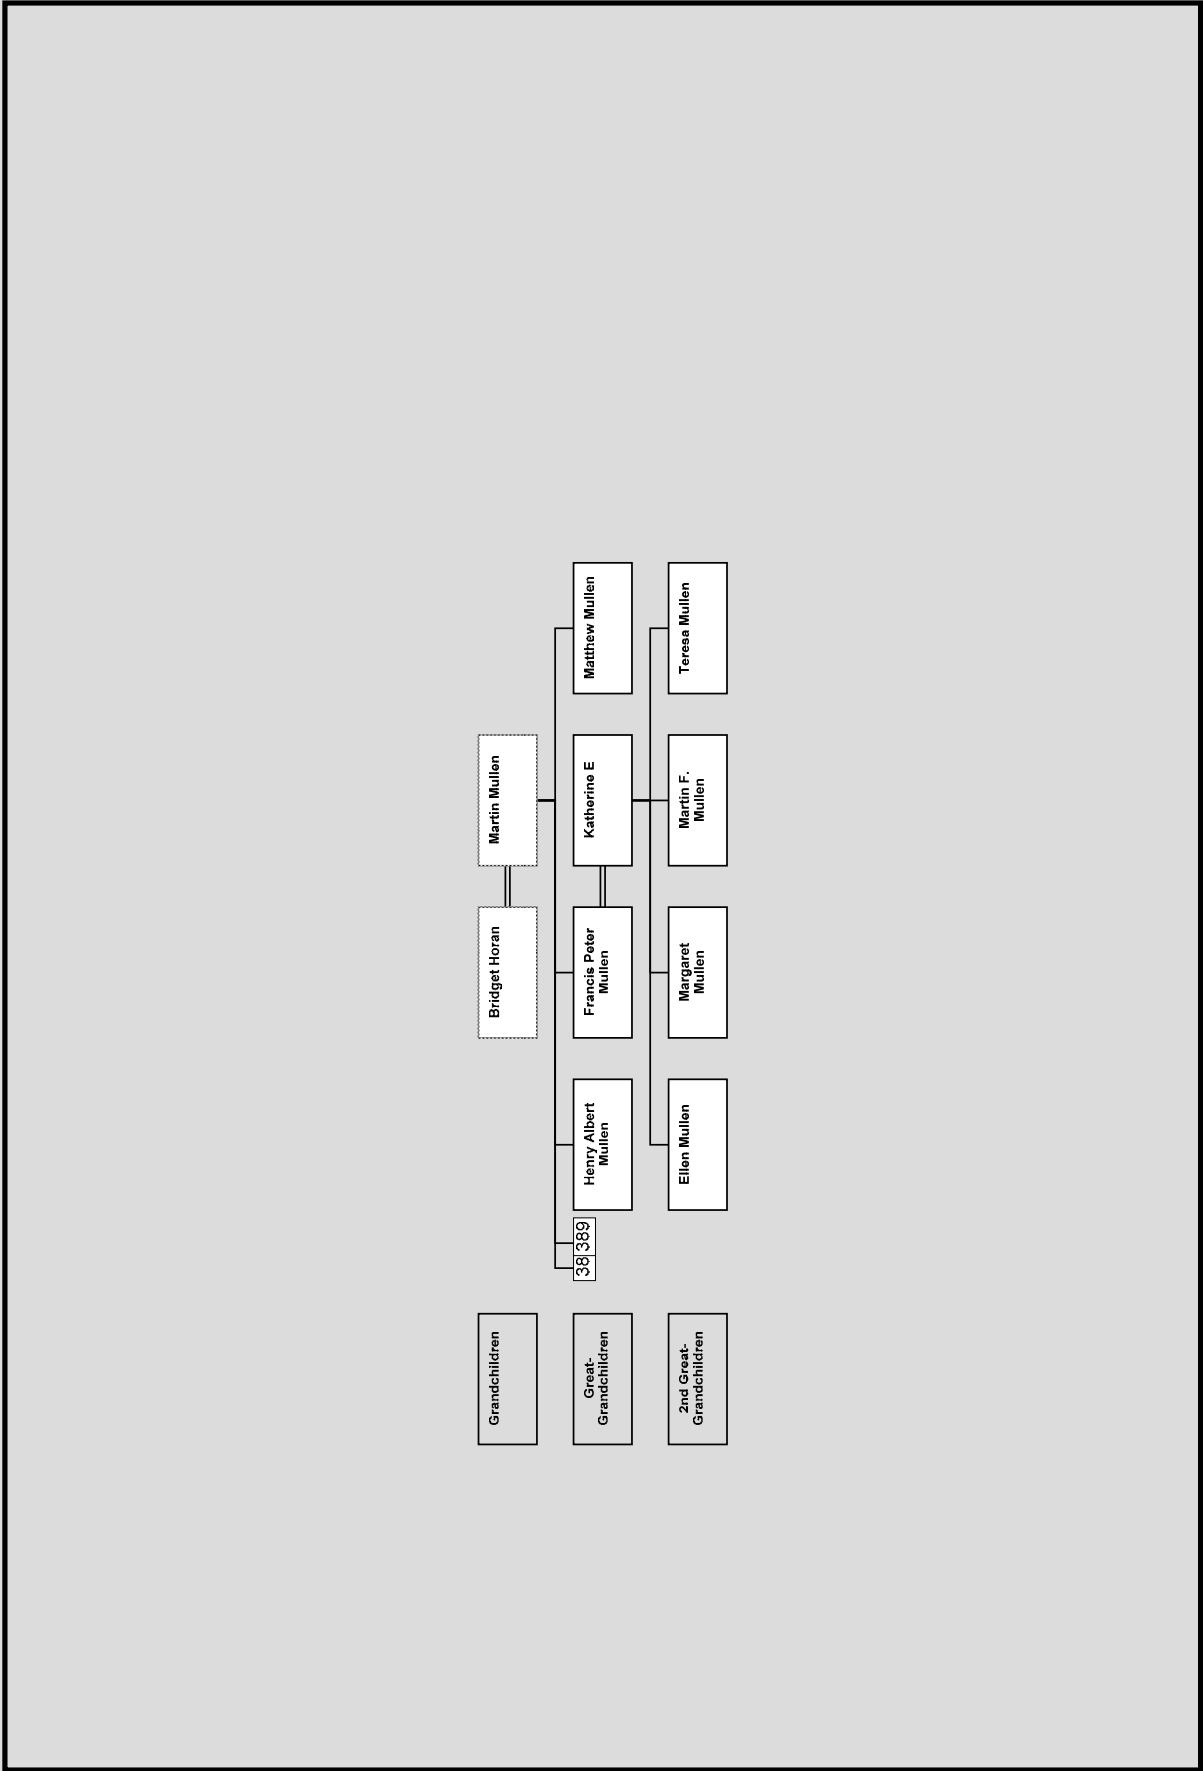 Grandchildren
Bridget Horan
Martin Mullen
Great-
Grandchildren
38
389
Henry Albert
Mullen
Francis Peter
Mullen
Katherine E
Matthew Mullen
2nd Great-
Grandchildren
Ellen Mullen
Margaret
Mullen
Martin F.
Mullen
Teresa Mullen